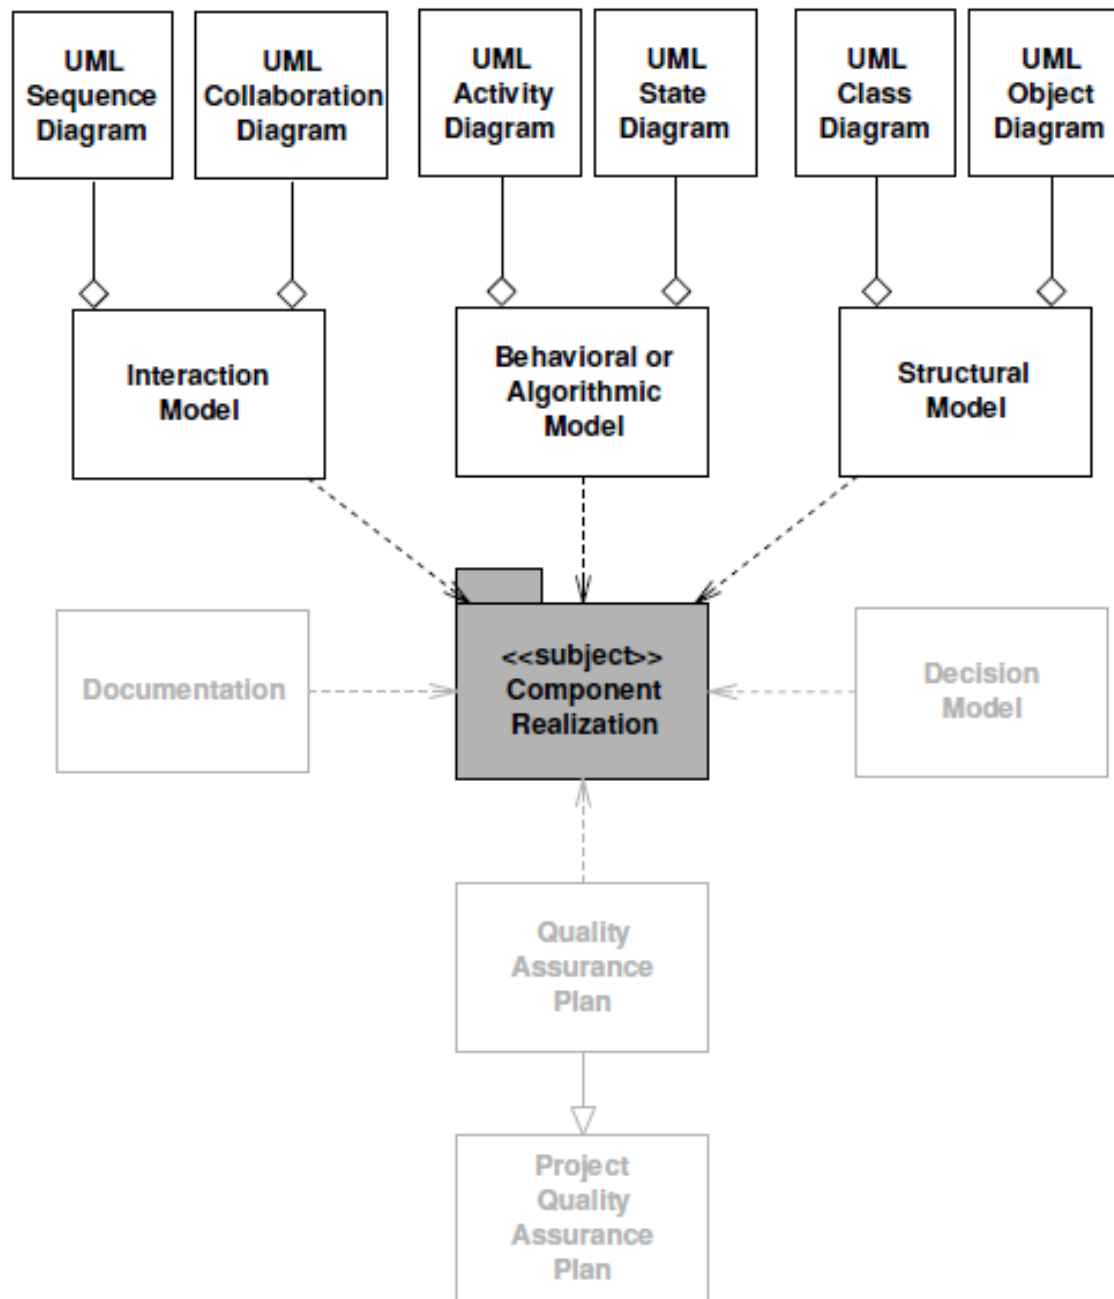 UML
Sequence
Diagram
UML
Collaboration
Diagram
UML
Activity
Diagram
UML
State
Diagram
UML
Class
Diagram
UML
Object
Diagram
Interaction
Model
Behavioral or
Algorithmic
Model
Structural
Model
<<subject>>
Component
Realization
Documentation
Decision
Model
Quality
Assurance
Plan
Project
Quality
Assurance
Plan